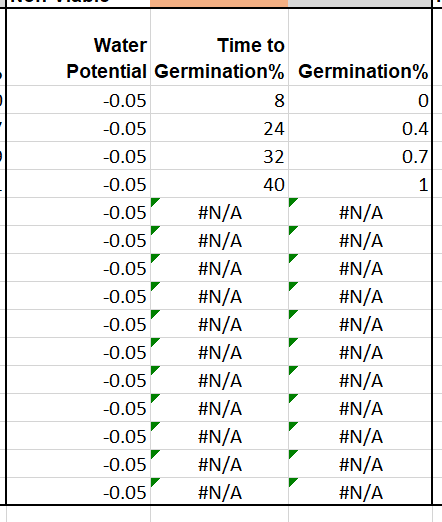 Water Time to
Potential Germination% Germination%
-0.05 8 0
-0.05 24 0.4
-0.05 32 0.7
-0.05 40 1
-0.05 #N/A #N/A
-0.05 #N/A #N/A
-0.05 #N/A #N/A
-0.05 #N/A #N/A
-0.05 #N/A #N/A
-0.05 #N/A #N/A
-0.05 #N/A #N/A
-0.05 #N/A #N/A
-0.05 #N/A #N/A
-0.05 #N/A #N/A
-0.05 #N/A #N/A